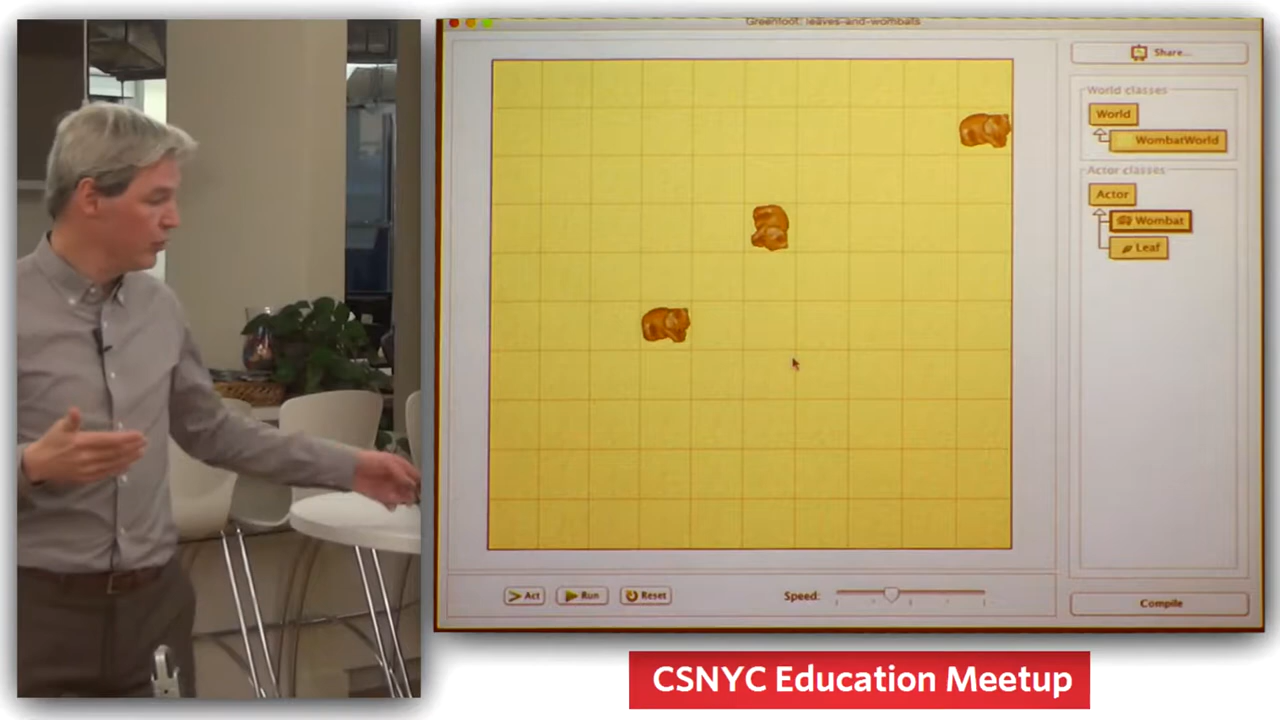 Greenfoot: leaves-and-wombats
Share...
World classes
World
WombatWorld
Actor classes
Actor
Wombat
Leaf
Act
Run
Reset
Speed:
Compile
CSNYC Education Meetup